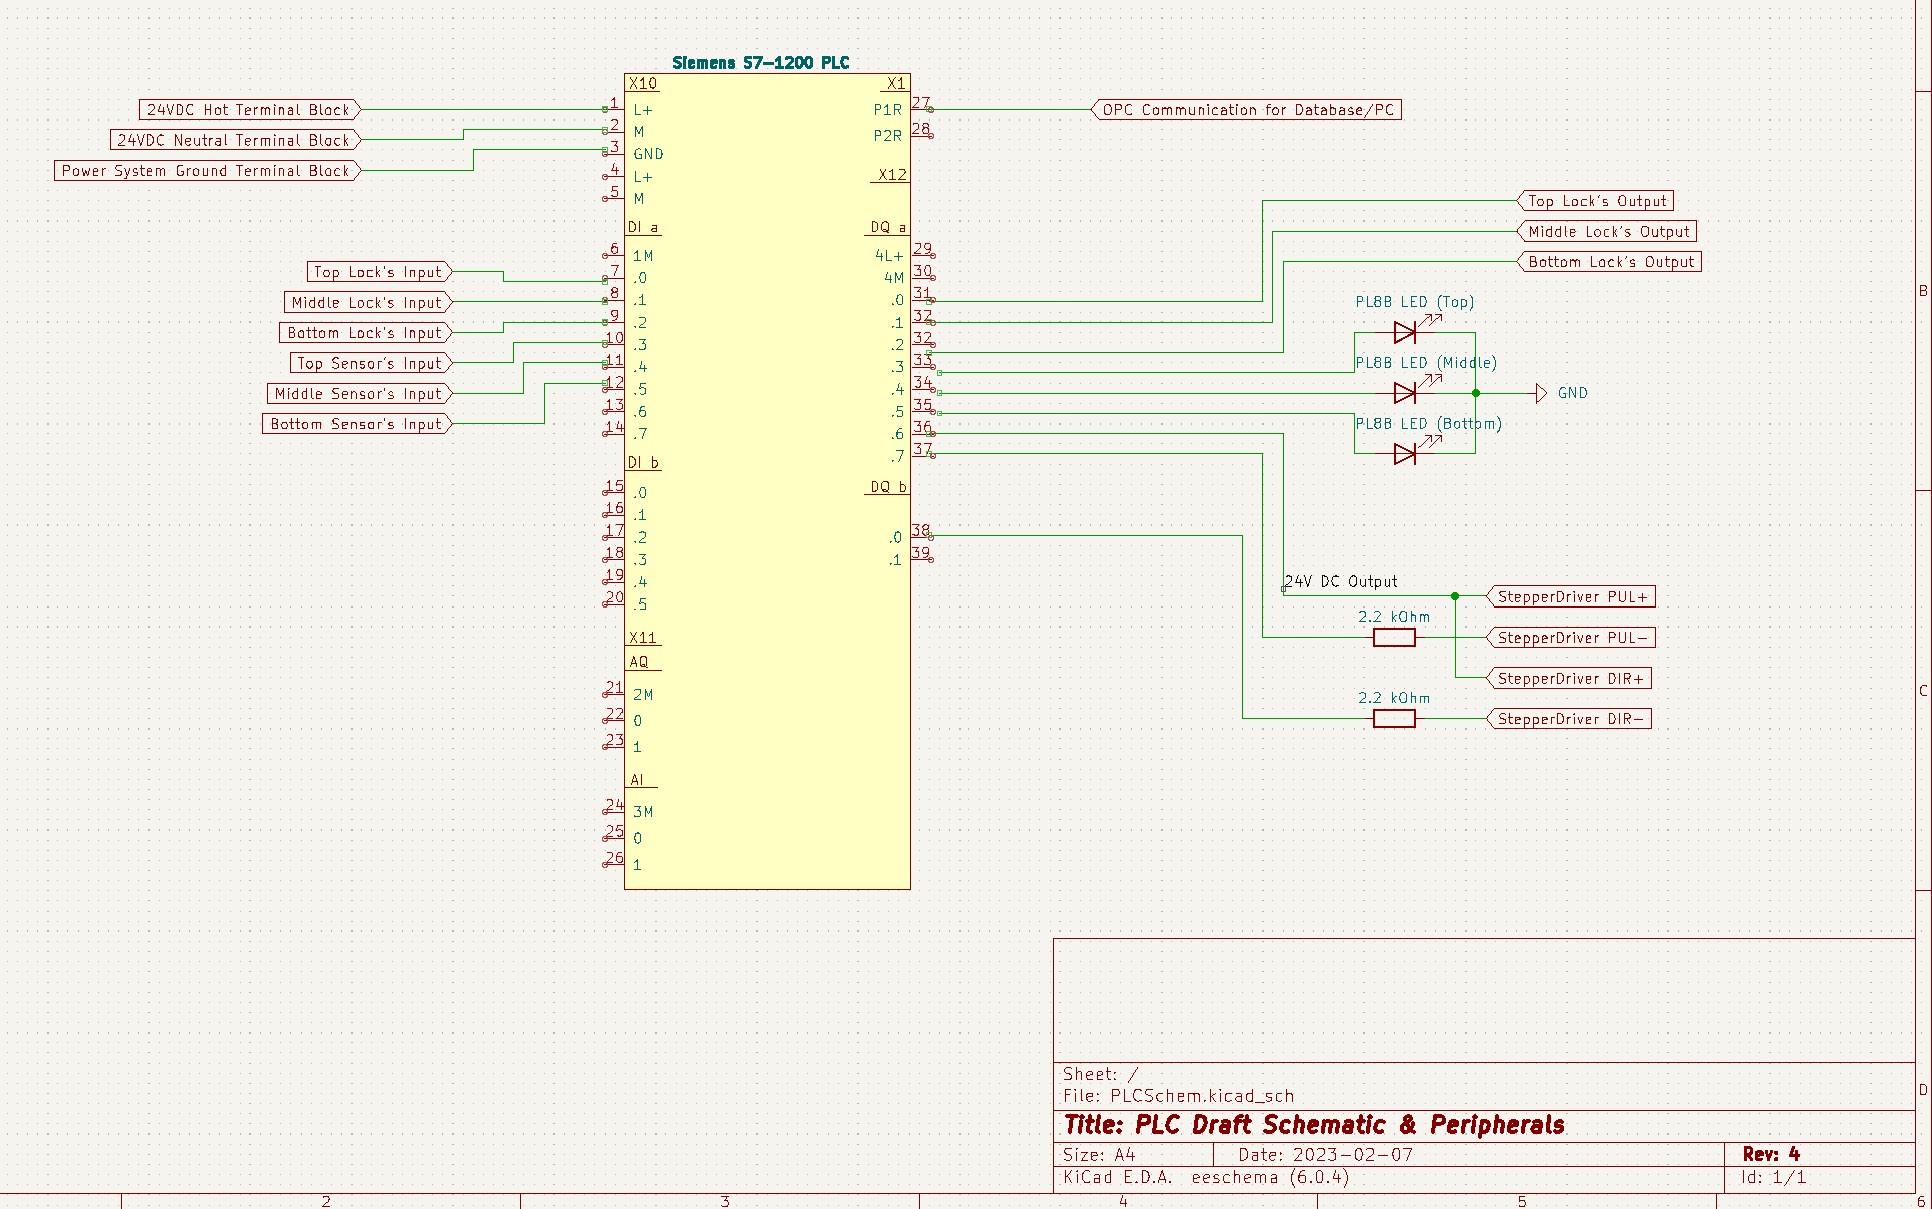 Siemens S7-1200 PLC
X10
1 L+
2 M
3 GND
4 L+
5 M
24VDC Hot Terminal Block
24VDC Neutral Terminal Block
Power System Ground Terminal Block
DI a
6 1M
7 .0
8 .1
9 .2
10 .3
11 .4
12 .5
13 .6
14 .7
Top Lock's Input
Middle Lock's Input
Bottom Lock's Input
Top Sensor's Input
Middle Sensor's Input
Bottom Sensor's Input
DI b
15 .0
16 .1
17 .2
18 .3
19 .4
20 .5
X11
AQ
21 2M
22 0
23 1
AI
24 3M
25 0
26 1
X1
P1R 27
P2R 28
OPC Communication for Database/PC
X12
DQ a
4L+ 29
4M 30
.0 31
.1 32
.2 32
.3 33
.4 34
.5 35
.6 36
.7 37
DQ b
.0 38
.1 39
Top Lock's Output
Middle Lock's Output
Bottom Lock's Output
PL8B LED (Top)
PL8B LED (Middle)
GND
PL8B LED (Bottom)
24V DC Output
StepperDriver PUL+
2.2 kOhm
StepperDriver PUL-
StepperDriver DIR+
2.2 kOhm
StepperDriver DIR-
B
C
D
Sheet: /
File: PLCSchem.kicad_sch
Title: PLC Draft Schematic & Peripherals
Size: A4 Date: 2023-02-07 Rev: 4
KiCad E.D.A. eeschema (6.0.4) Id: 1/1
2 3 4 5 6